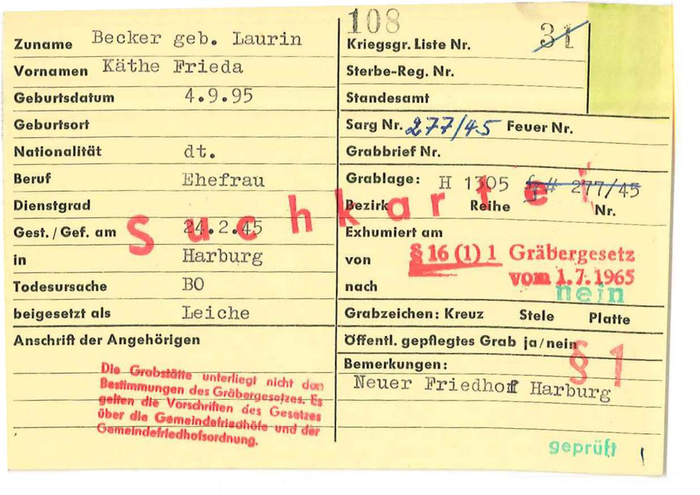 Zuname Becker geb. Laurin
Vornamen Käthe Frieda
Geburtsdatum 4.9.95
Geburtsort
Nationalität dt.
Beruf Ehefrau
Dienstgrad
Gest. / Gef. am 24.2.45
in Harburg
Todesursache BO
beigesetzt als Leiche
Anschrift der Angehörigen
Die Grabstätte unterliegt nicht den
Bestimmungen des Gräbergesetzes. Es
gelten die Vorschriften des Gesetzes
über die Gemeindefriedhöfe und der
Gemeindefriedhofsordnung.
Suchkartei
108
Kriegsgr. Liste Nr. 31
Sterbe-Reg. Nr.
Standesamt
Sarg Nr. 277/45 Feuer Nr.
Grabbrief Nr.
Grablage: H 1305 277/45
Bezirk Reihe Nr.
Exhumiert am
von § 16 (1) 1 Gräbergesetz
vom 1.7.1965
nach nein
Grabzeichen: Kreuz Stele Platte
Öffentl. gepflegtes Grab ja/nein
§ 1
Bemerkungen:
Neuer Friedhof Harburg
geprüft